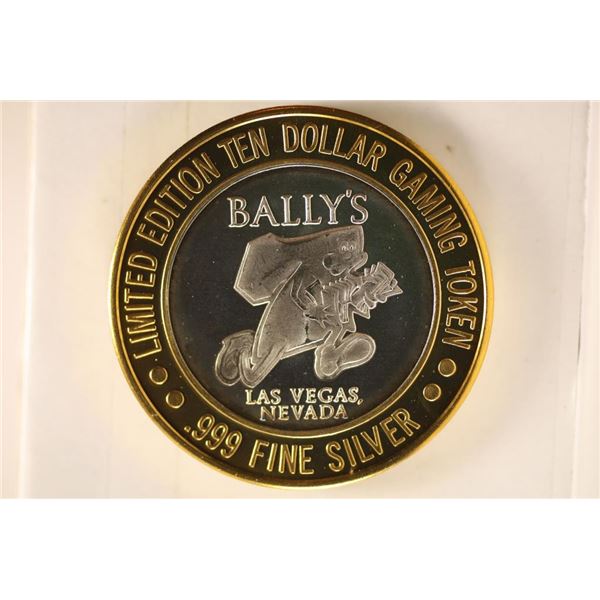 LIMITED EDITION TEN DOLLAR GAMING TOKEN
BALLY'S
LAS VEGAS,
NEVADA
.999 FINE SILVER